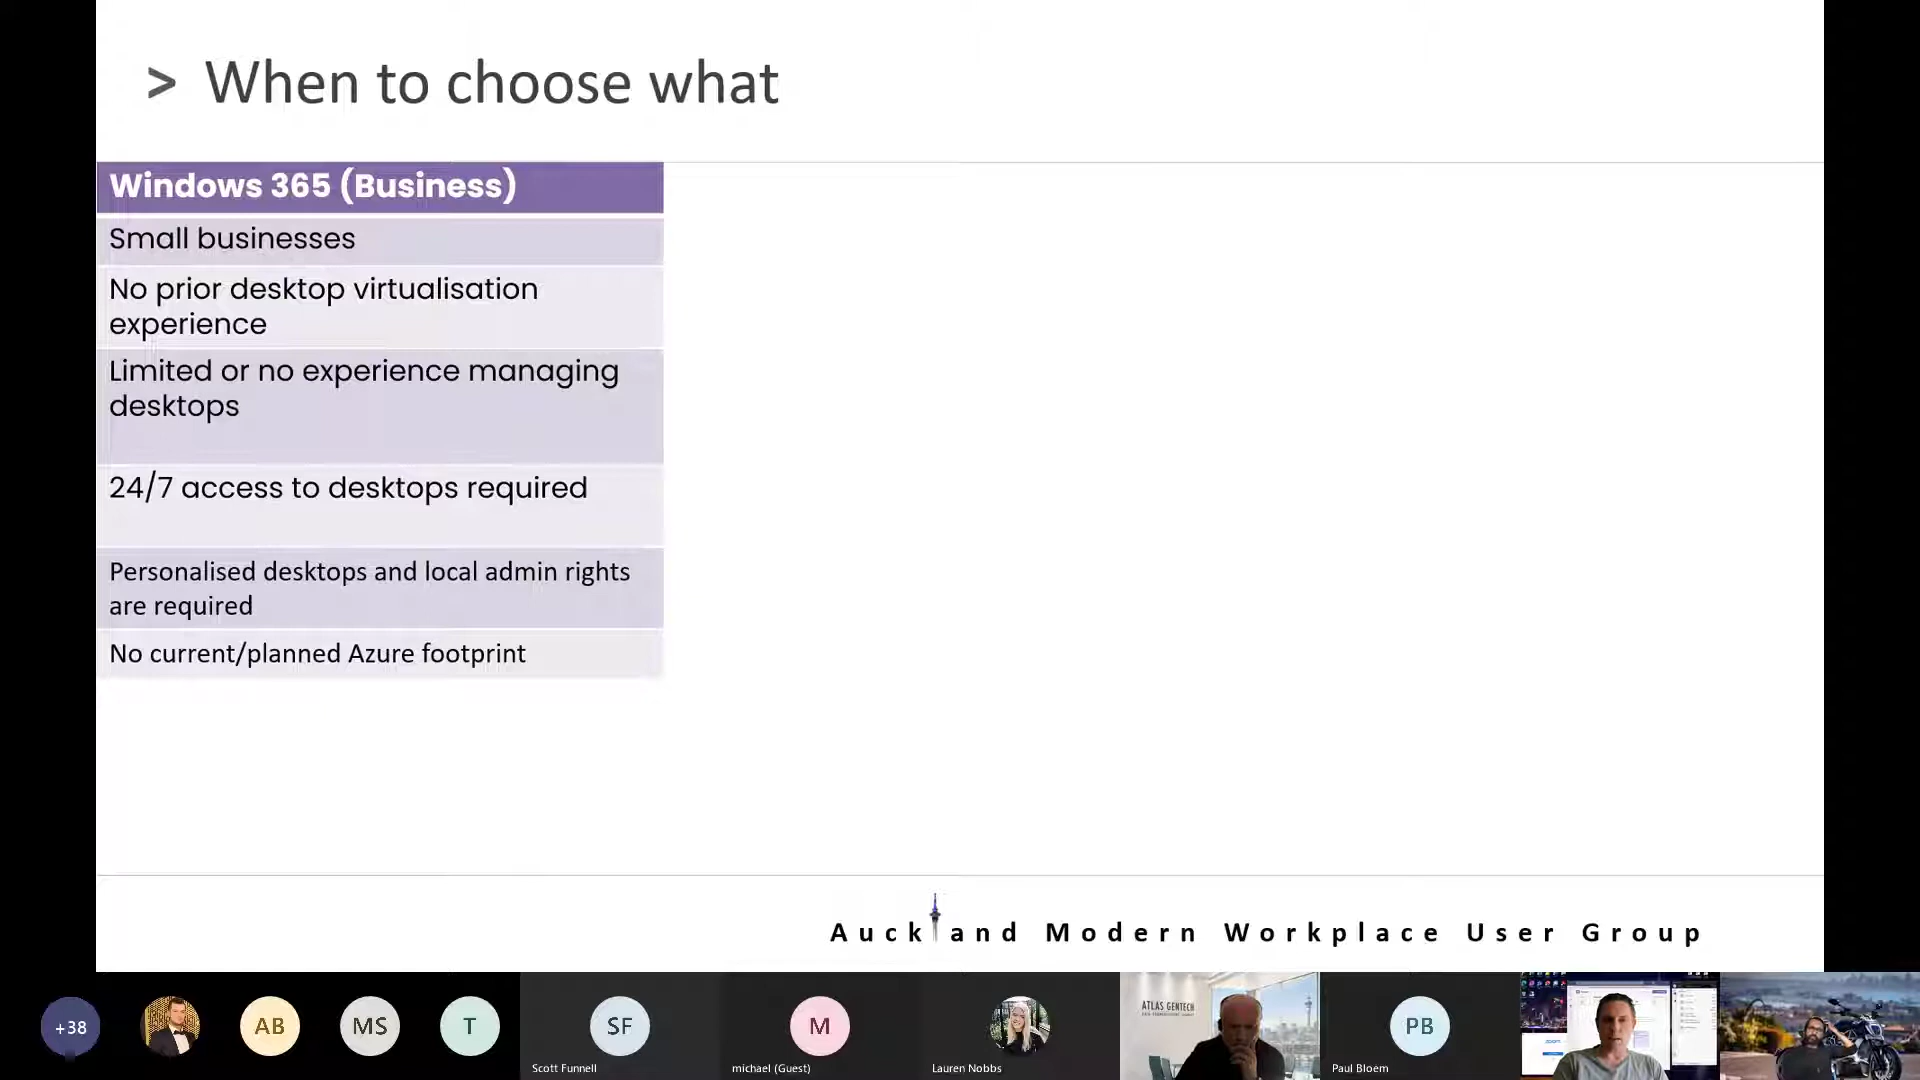 > When to choose what
Windows 365 (Business)
Small businesses
No prior desktop virtualisation
experience
Limited or no experience managing
desktops
24/7 access to desktops required
Personalised desktops and local admin rights
are required
No current/planned Azure footprint
Auckland Modern Workplace User Group
+38
AB
MS
T
SF
Scott Funnell
M
michael (Guest)
Lauren Nobbs
ATLAS GENTECH
PB
Paul Bloem
zoom